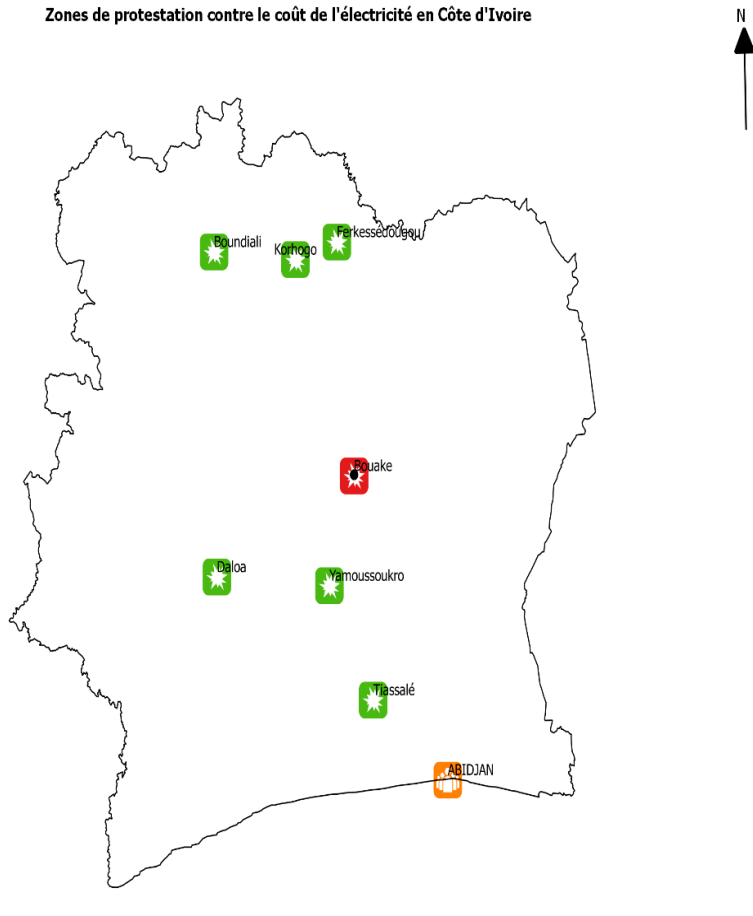 Zones de protestation contre le coût de l'électricité en Côte d'Ivoire
N
Ferkessédougou
Boundiali
Korhogo
Bouake
Daloa
Yamoussoukro
Tiassalé
ABIDJAN